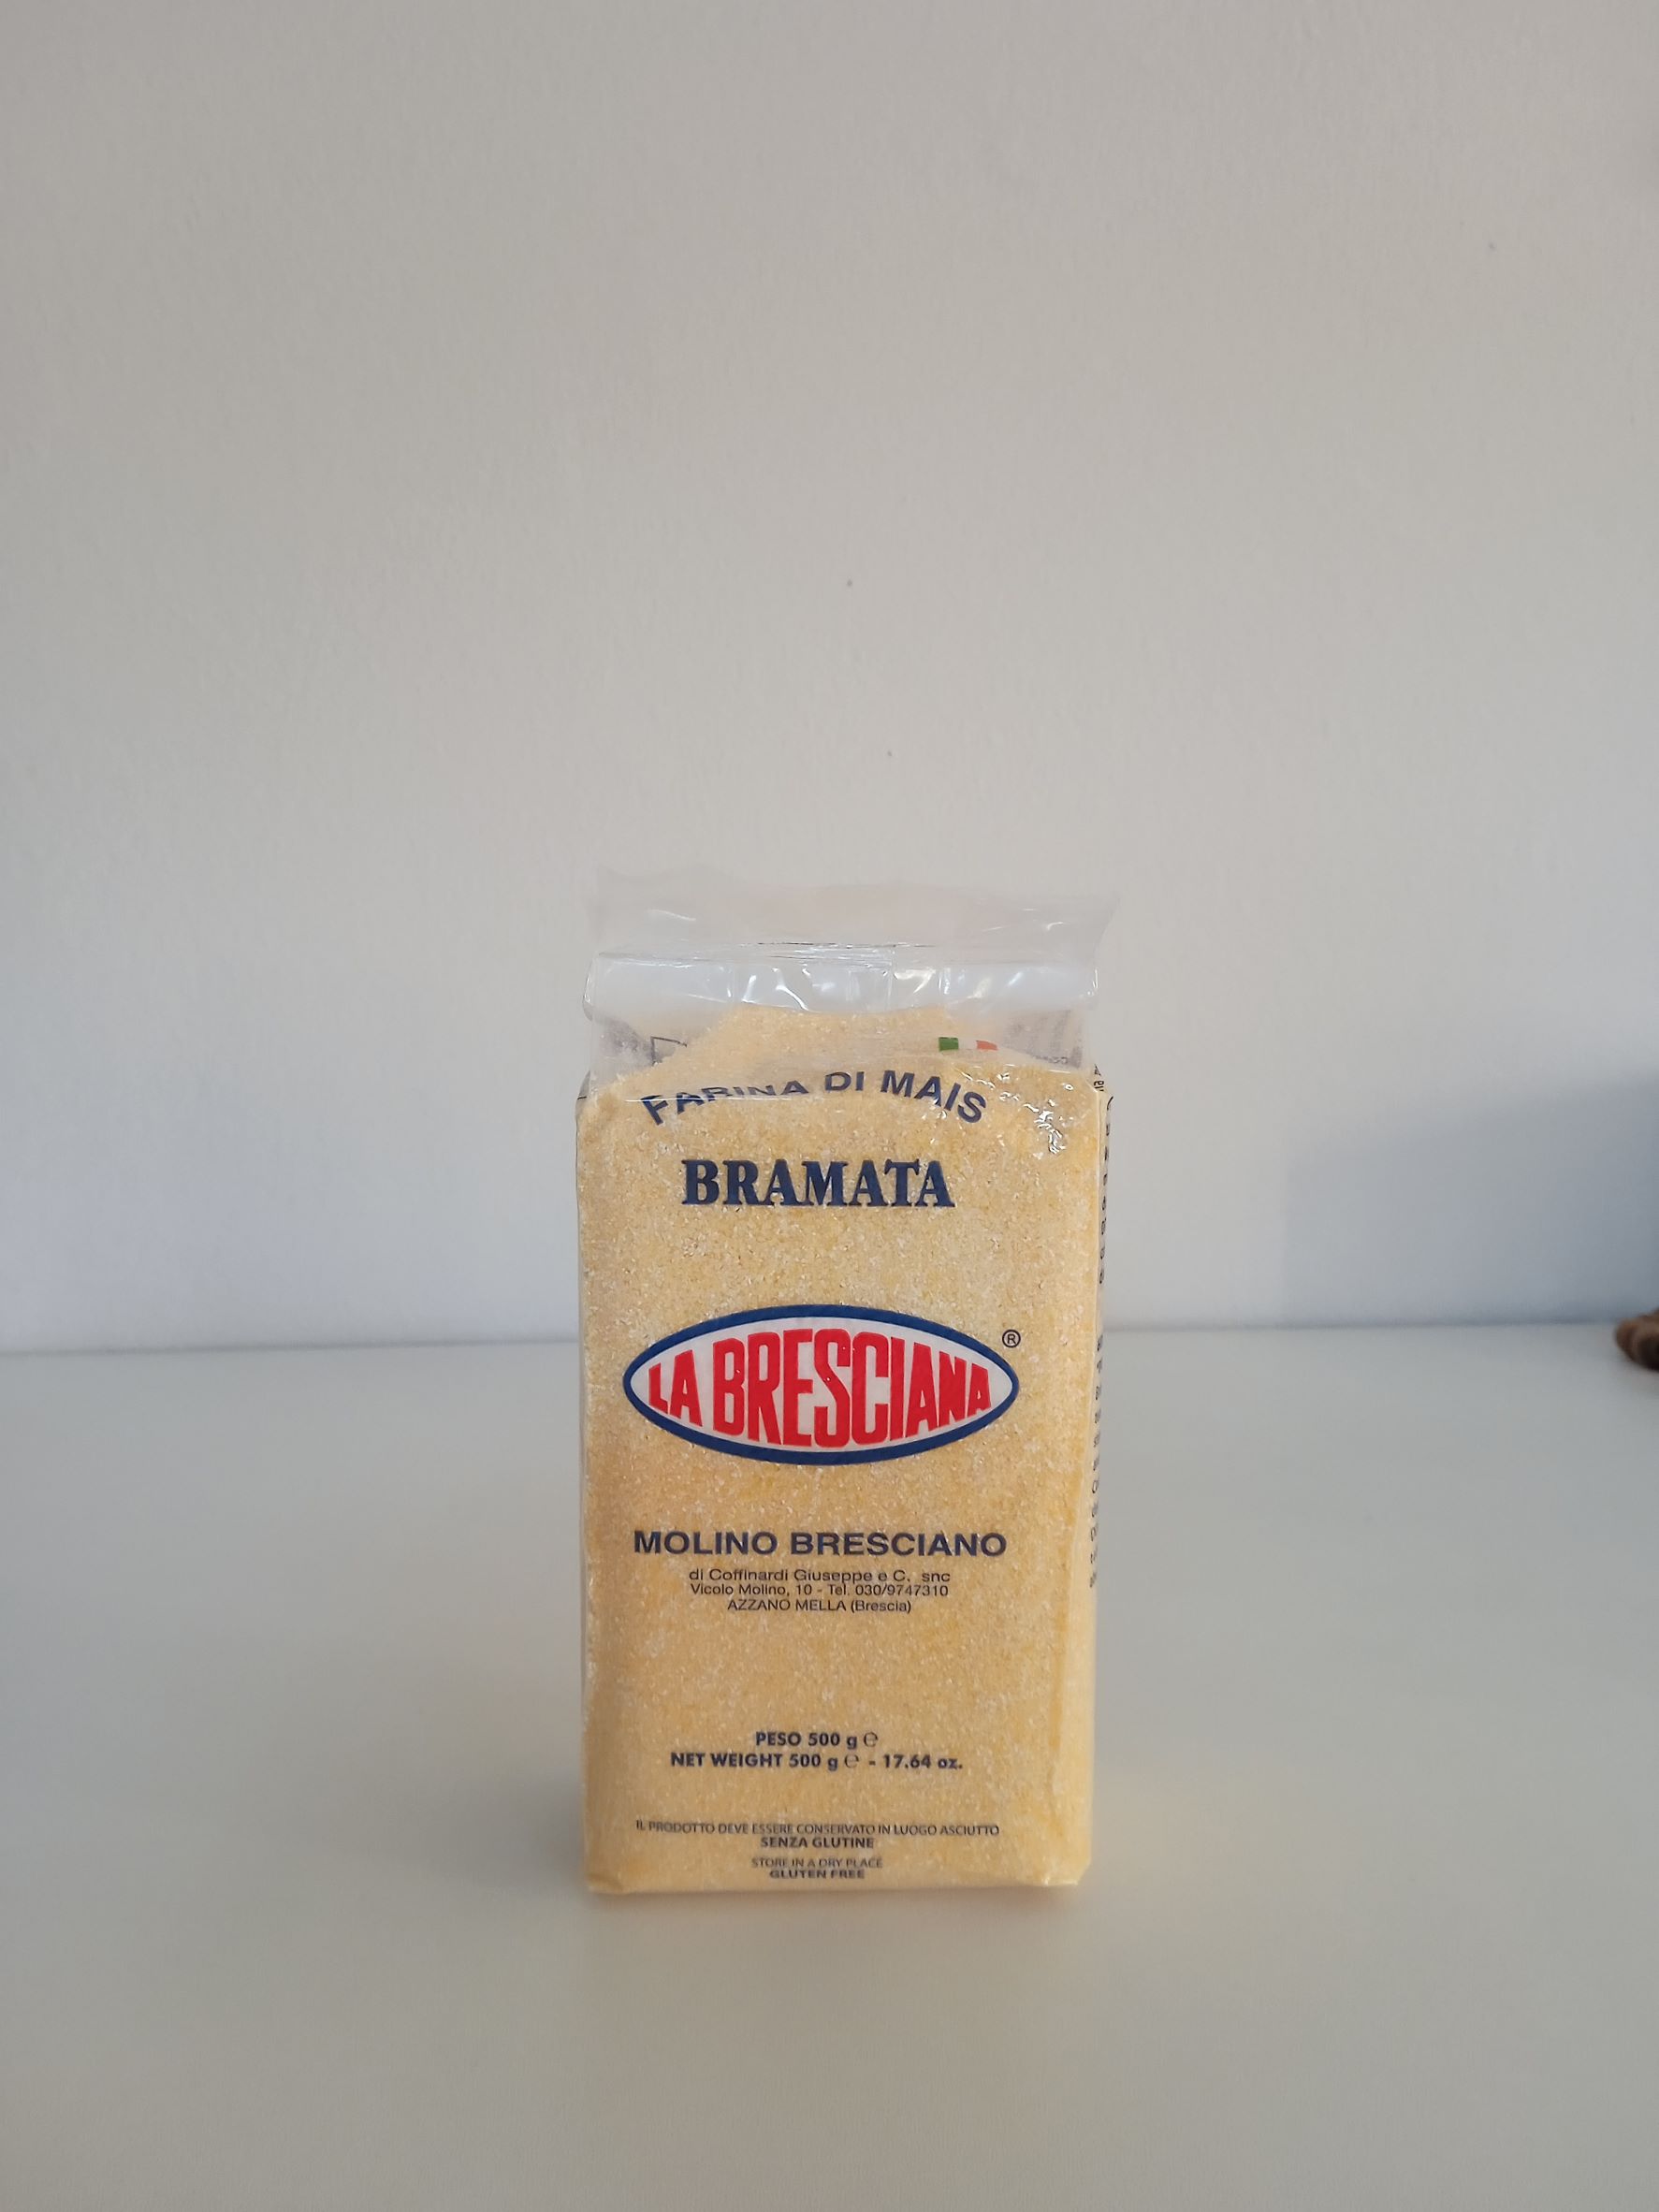 FARINA DI MAIS
BRAMATA
LA BRESCIANA ®
MOLINO BRESCIANO
di Coffinardi Giuseppe e C. snc
Vicolo Molino, 10 - Tel. 030/9747310
AZZANO MELLA (Brescia)
PESO 500 g ℮
NET WEIGHT 500 g ℮ - 17.64 oz.
IL PRODOTTO DEVE ESSERE CONSERVATO IN LUOGO ASCIUTTO
SENZA GLUTINE
STORE IN A DRY PLACE
GLUTEN FREE